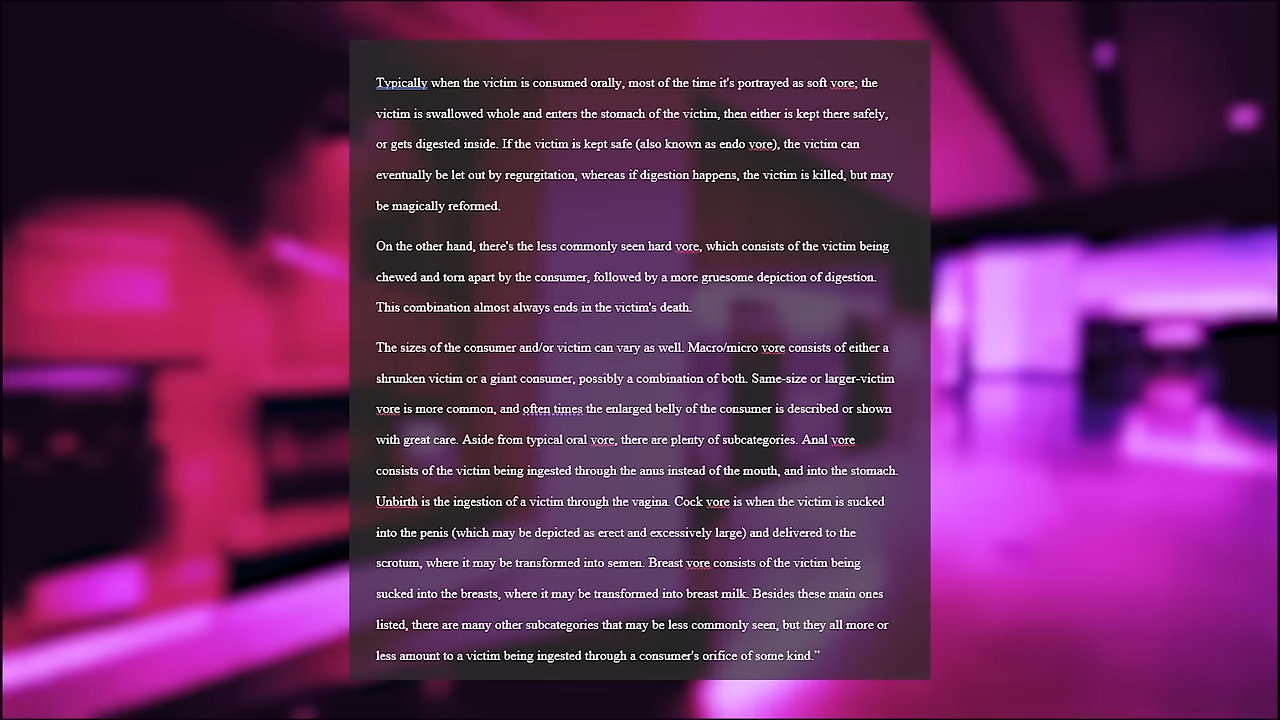 Typically when the victim is consumed orally, most of the time it's portrayed as soft vore; the
victim is swallowed whole and enters the stomach of the victim, then either is kept there safely,
or gets digested inside. If the victim is kept safe (also known as endo vore), the victim can
eventually be let out by regurgitation, whereas if digestion happens, the victim is killed, but may
be magically reformed.
On the other hand, there's the less commonly seen hard vore, which consists of the victim being
chewed and torn apart by the consumer, followed by a more gruesome depiction of digestion.
This combination almost always ends in the victim's death.
The sizes of the consumer and/or victim can vary as well. Macro/micro vore consists of either a
shrunken victim or a giant consumer, possibly a combination of both. Same-size or larger-victim
vore is more common, and often times the enlarged belly of the consumer is described or shown
with great care. Aside from typical oral vore, there are plenty of subcategories. Anal vore
consists of the victim being ingested through the anus instead of the mouth, and into the stomach.
Unbirth is the ingestion of a victim through the vagina. Cock vore is when the victim is sucked
into the penis (which may be depicted as erect and excessively large) and delivered to the
scrotum, where it may be transformed into semen. Breast vore consists of the victim being
sucked into the breasts, where it may be transformed into breast milk. Besides these main ones
listed, there are many other subcategories that may be less commonly seen, but they all more or
less amount to a victim being ingested through a consumer's orifice of some kind.”